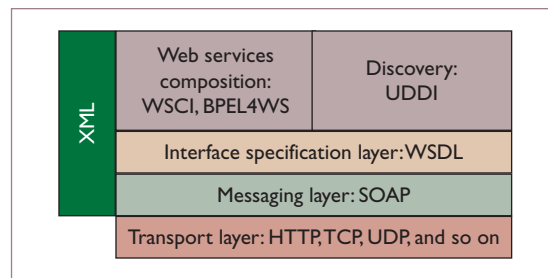 XML
Web services
composition:
WSCI, BPEL4WS
Discovery:
UDDI
Interface specification layer: WSDL
Messaging layer: SOAP
Transport layer: HTTP, TCP, UDP, and so on